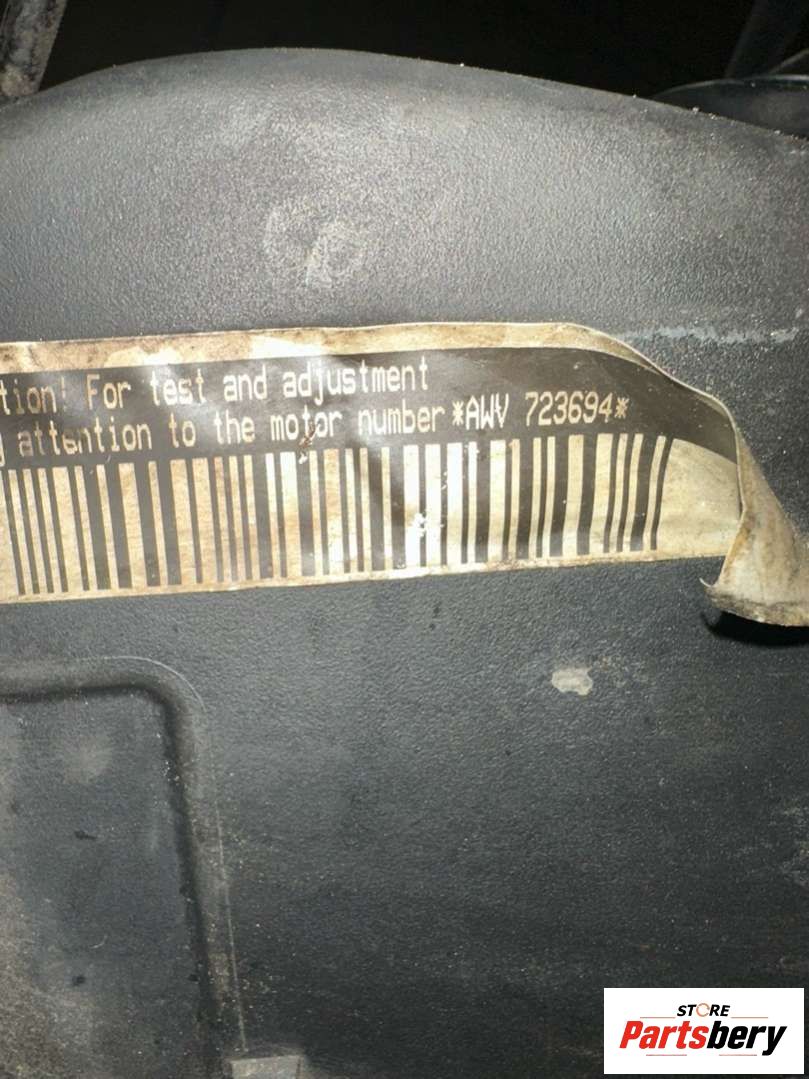 tion! For test and adjustment
attention to the motor number *AWV 723694*
STORE
Partsbery